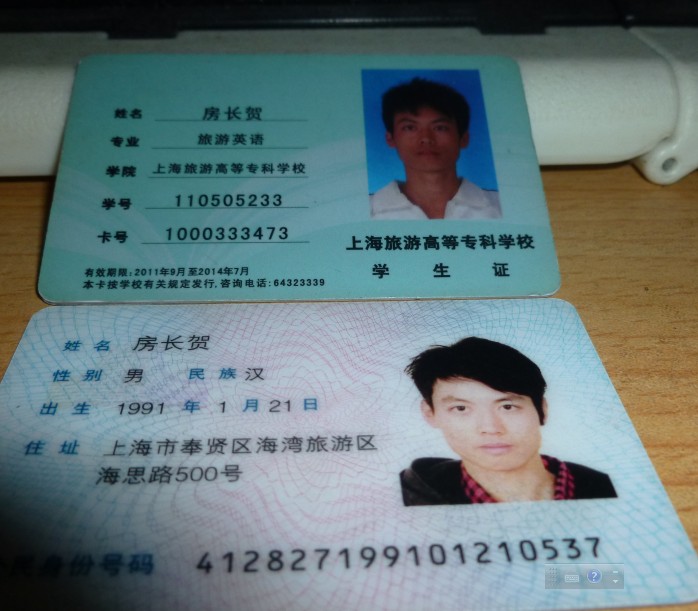 姓名 房长贺
专业 旅游英语
学院 上海旅游高等专科学校
学号 110505233
卡号 1000333473
上海旅游高等专科学校
学 生 证
有效期限:2011年9月至2014年7月
本卡按学校有关规定发行,咨询电话:64323339
姓 名 房长贺
性 别 男 民 族 汉
出 生 1991 年 1 月 21 日
住 址 上海市奉贤区海湾旅游区
海思路500号
民身份号码 412827199101210537